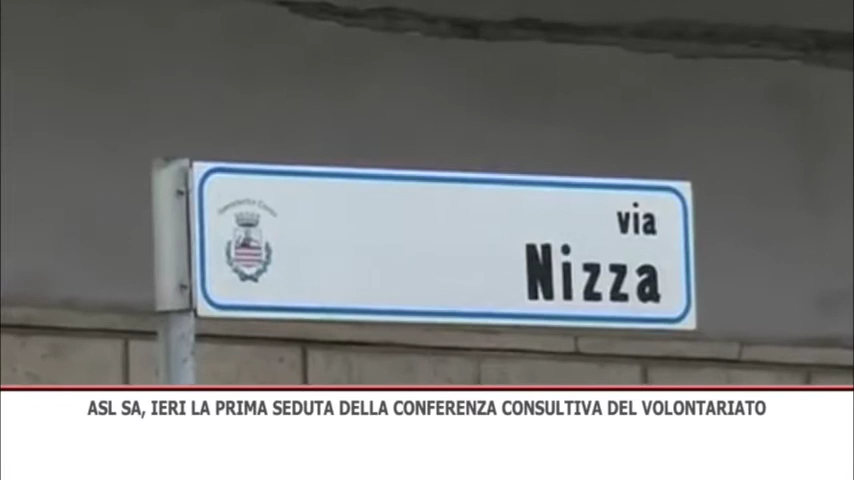 via
Nizza
ASL SA, IERI LA PRIMA SEDUTA DELLA CONFERENZA CONSULTIVA DEL VOLONTARIATO